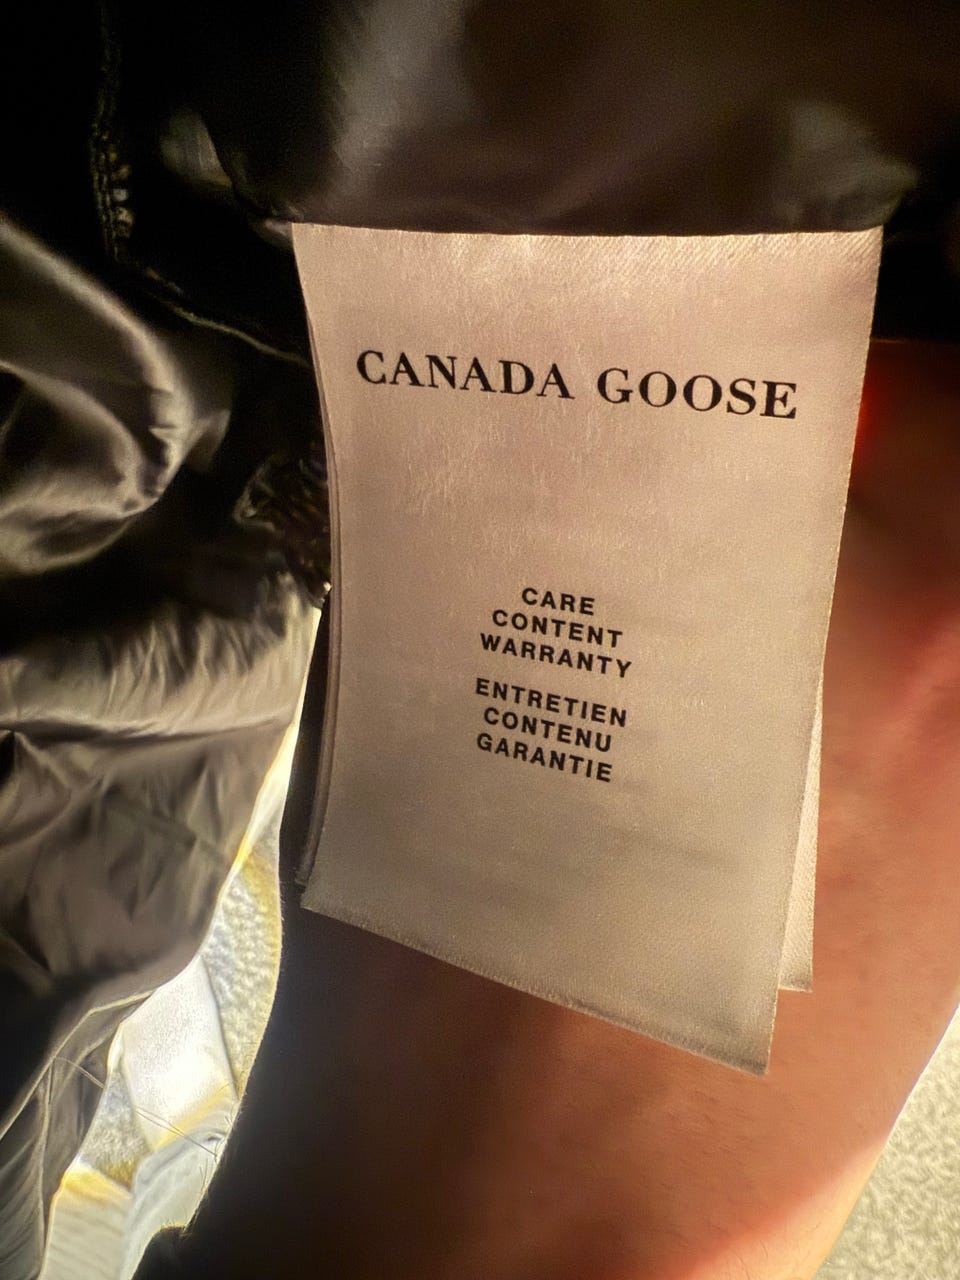 CANADA GOOSE
CARE
CONTENT
WARRANTY
ENTRETIEN
CONTENU
GARANTIE